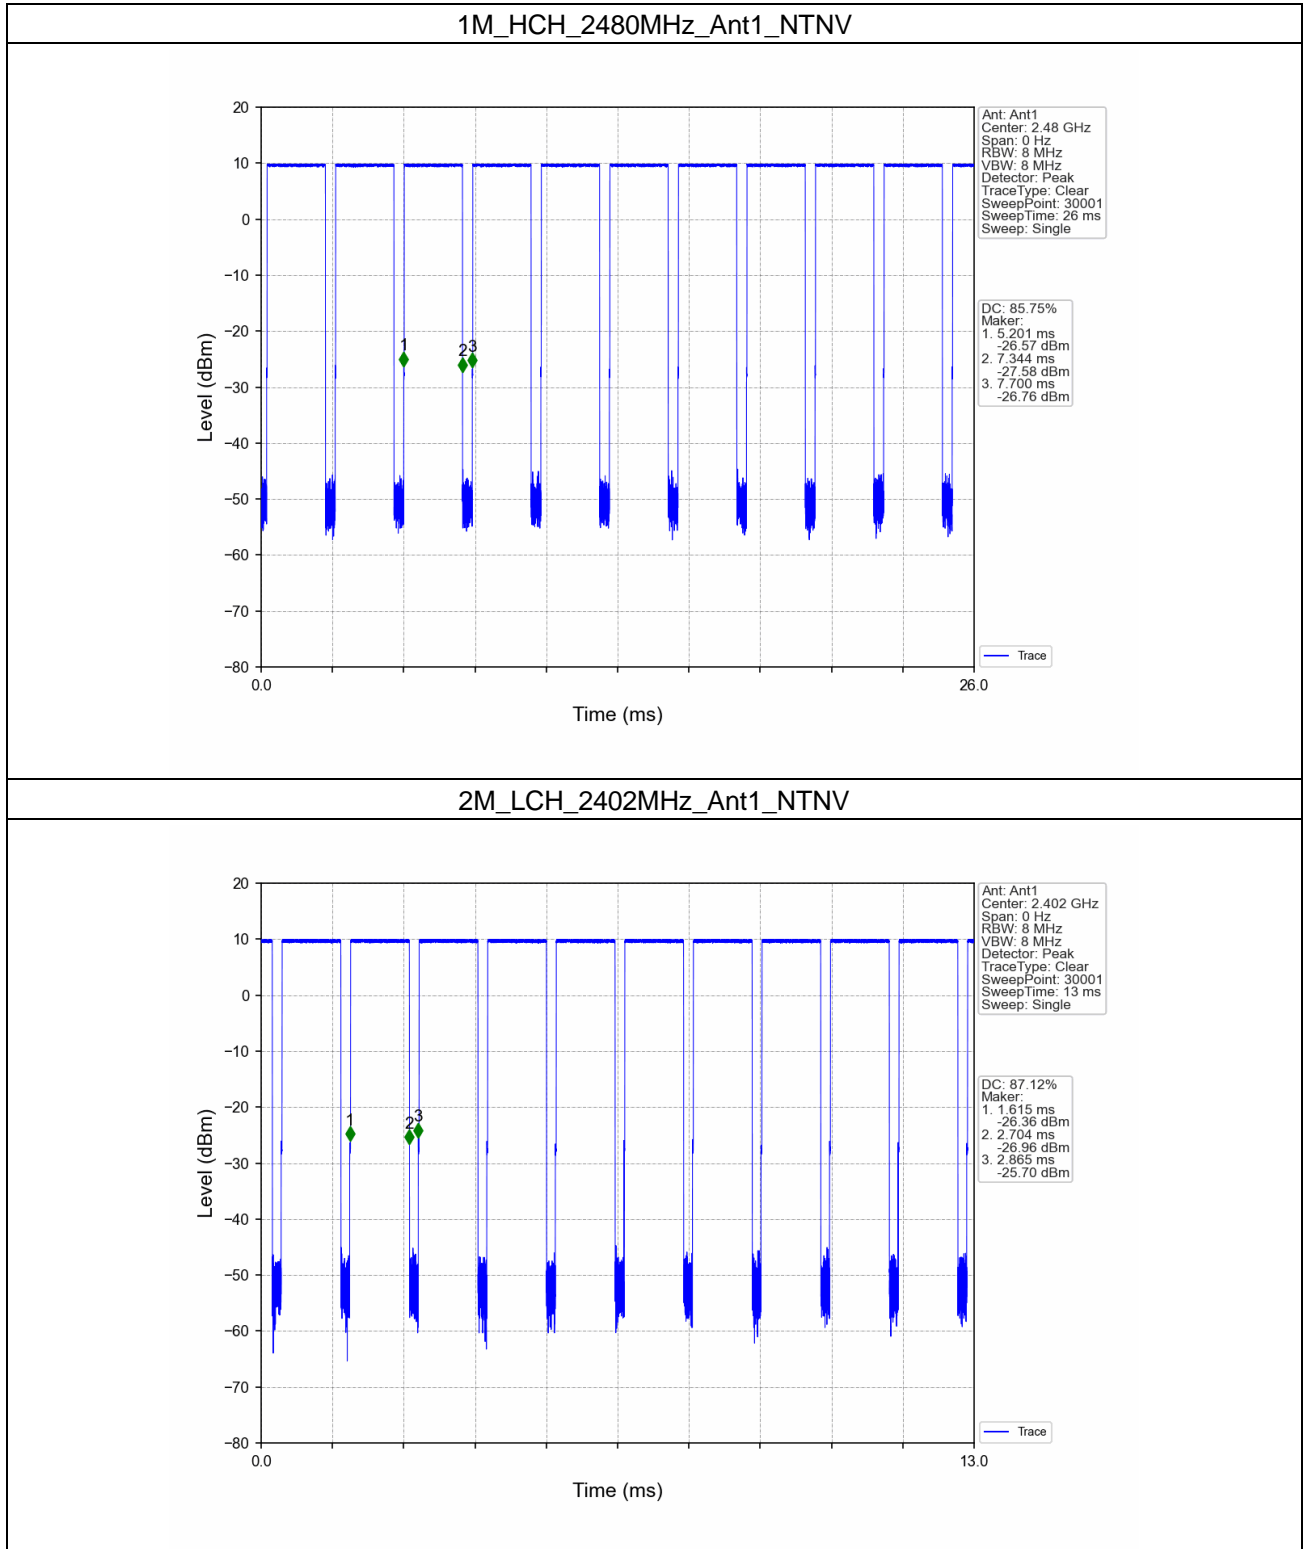 1M_HCH_2480MHz_Ant1_NTNV
20
10
0
−10
−20
−30
−40
−50
−60
−70
−80
Level (dBm)
0.0
26.0
Time (ms)
1
2
3
Ant: Ant1
Center: 2.48 GHz
Span: 0 Hz
RBW: 8 MHz
VBW: 8 MHz
Detector: Peak
TraceType: Clear
SweepPoint: 30001
SweepTime: 26 ms
Sweep: Single
DC: 85.75%
Maker:
1. 5.201 ms
-26.57 dBm
2. 7.344 ms
-27.58 dBm
3. 7.700 ms
-26.76 dBm
Trace
2M_LCH_2402MHz_Ant1_NTNV
20
10
0
−10
−20
−30
−40
−50
−60
−70
−80
Level (dBm)
0.0
13.0
Time (ms)
1
2
3
Ant: Ant1
Center: 2.402 GHz
Span: 0 Hz
RBW: 8 MHz
VBW: 8 MHz
Detector: Peak
TraceType: Clear
SweepPoint: 30001
SweepTime: 13 ms
Sweep: Single
DC: 87.12%
Maker:
1. 1.615 ms
-26.36 dBm
2. 2.704 ms
-26.96 dBm
3. 2.865 ms
-25.70 dBm
Trace